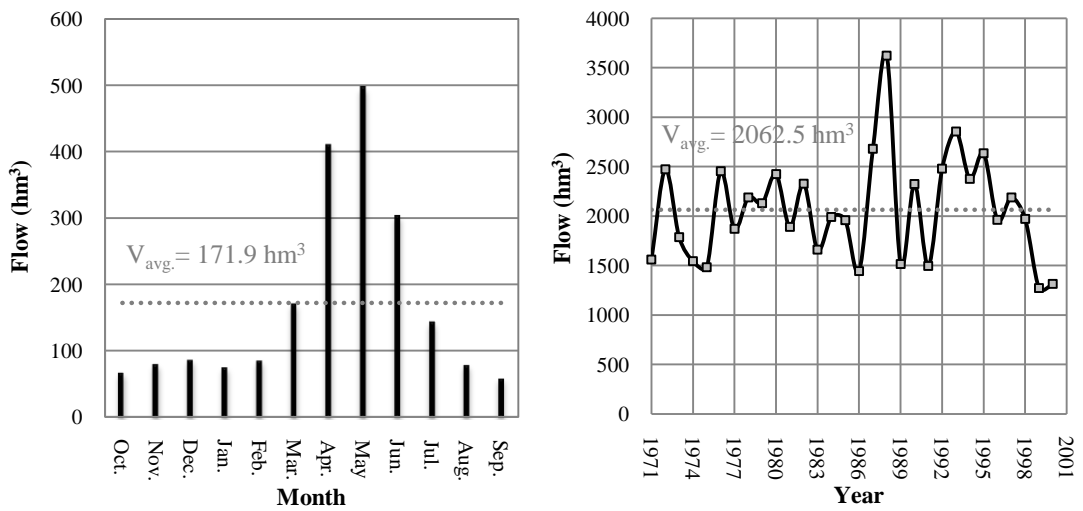 600
500
400
300
200
100
0
Flow (hm³)
Vavg.= 171.9 hm³
Oct.
Nov.
Dec.
Jan.
Feb.
Mar.
Apr.
May
Jun.
Jul.
Aug.
Sep.
Month
4000
3500
3000
2500
2000
1500
1000
500
0
Flow (hm³)
Vavg.= 2062.5 hm³
1971
1974
1977
1980
1983
1986
1989
1992
1995
1998
2001
Year